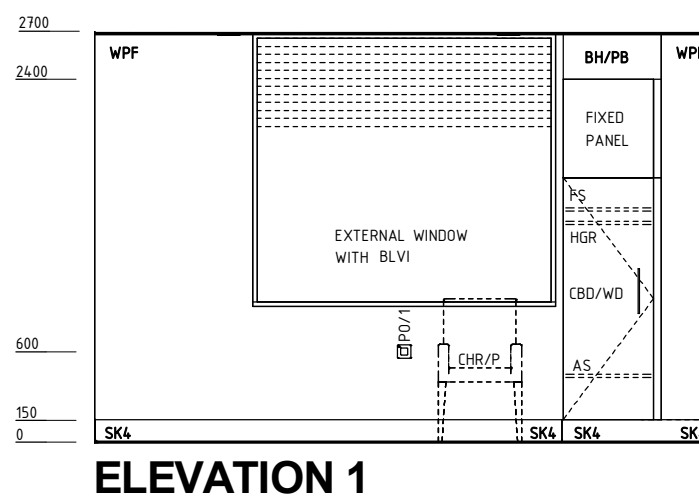 2700
WPF
BH/PB
WPF
2400
FIXED
PANEL
FS
EXTERNAL WINDOW
WITH BLVI
HGR
CBD/WD
PO/1
600
CHR/P
AS
150
0
SK4
SK4
SK4
SK
ELEVATION 1